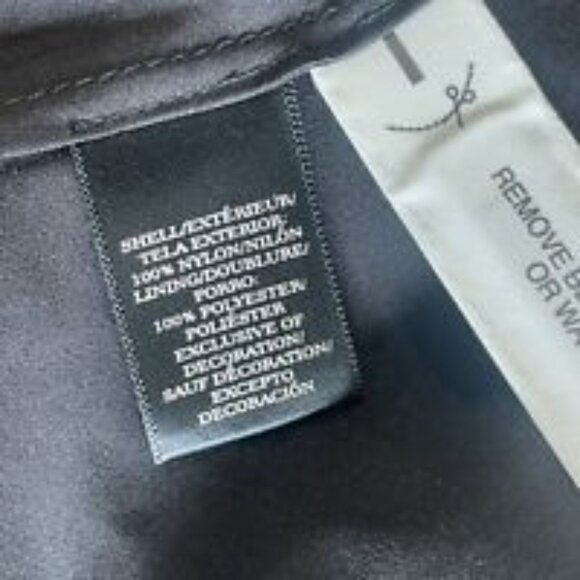 SHELL/EXTÉRIEUR/
TELA EXTERIOR:
100% NYLON/NILÓN
LINING/DOUBLURE/
FORRO:
100% POLYESTER/
POLIÉSTER
EXCLUSIVE OF
DECORATION/
SAUF DÉCORATION/
EXCEPTO
DECORACIÓN
REMOVE B
OR WA